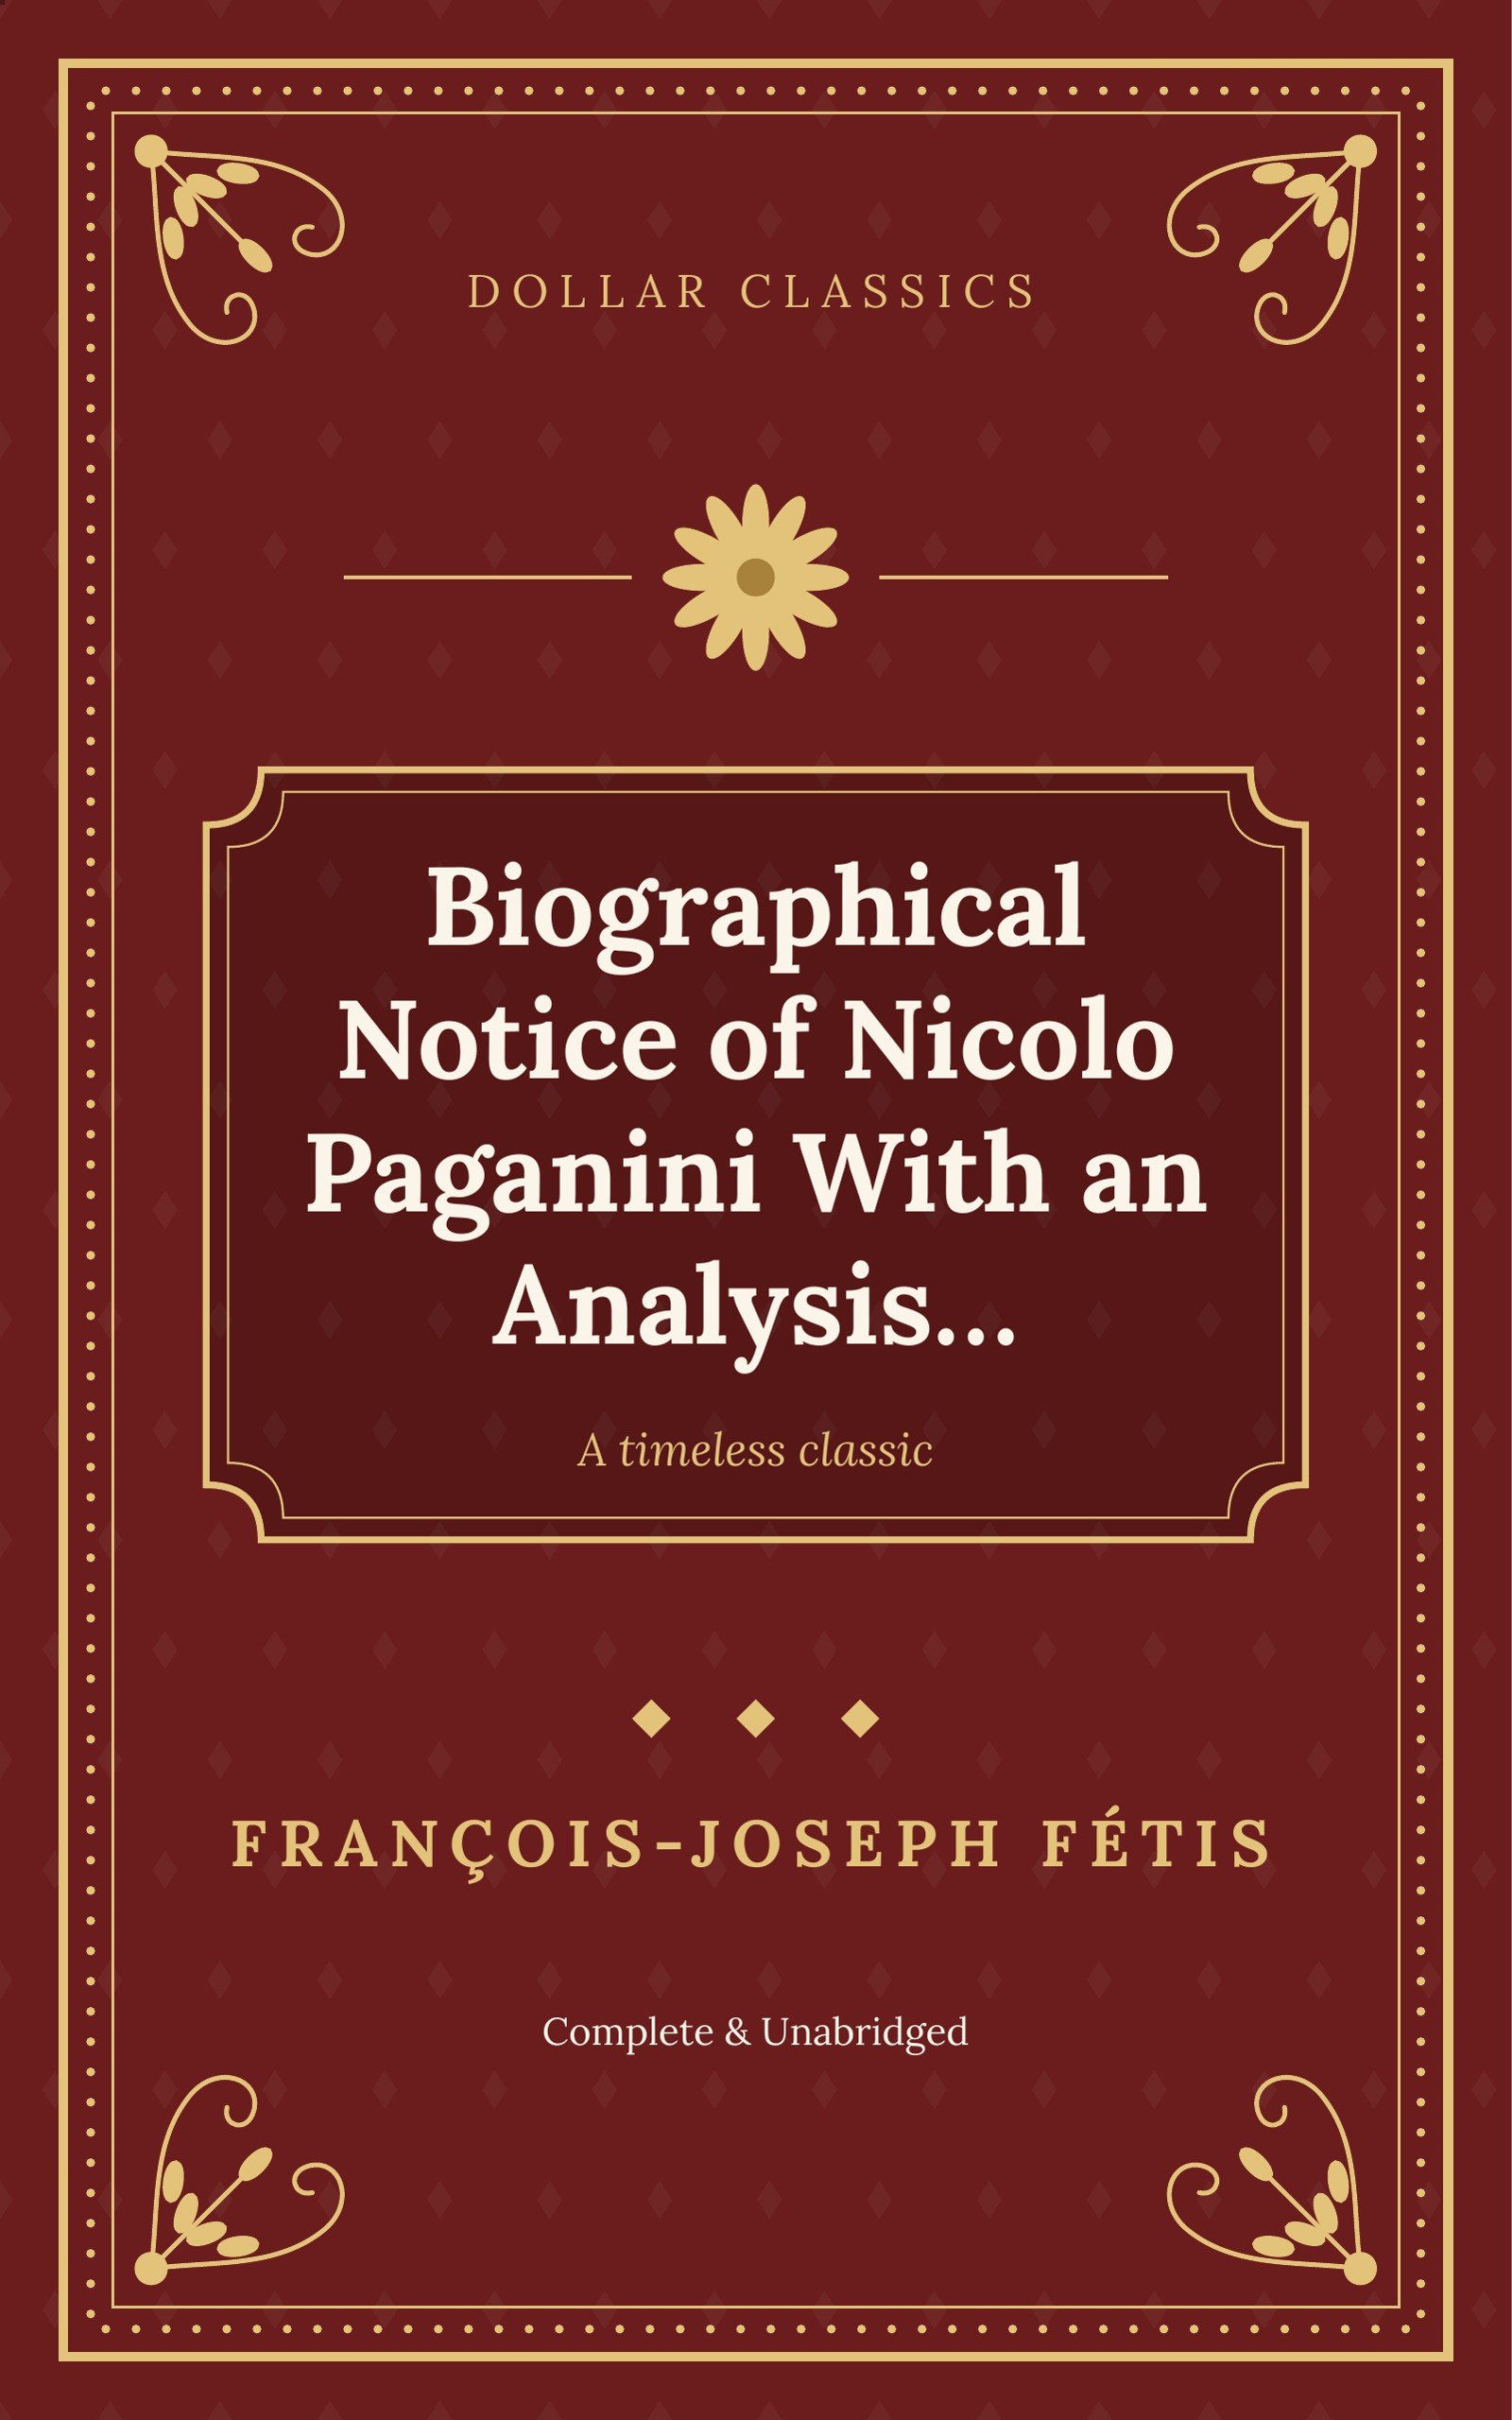 DOLLAR CLASSICS
Biographical
Notice of Nicolo
Paganini With an
Analysis...
A timeless classic
FRANÇOIS-JOSEPH FÉTIS
Complete & Unabridged